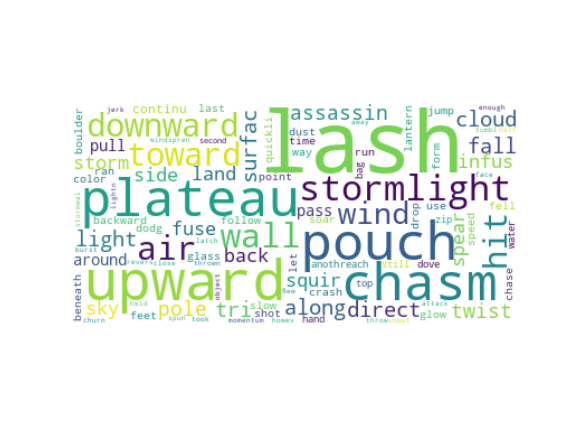 jerk continu last assassin lantern jump enough
boulder downward windspren second quickli surfac lash away form cloud tumbl half
pull toward dust time way run bag fall
storm side land infus face
color ran lightn point
stormwal plateau stormlight
backward follow soar pass wind drop use zip fell
light dodg fuse latch wall pouch spear speed hit water
burst air glass back let anothreach still dove
around revers close thrown object squir crash top chasm chase
beneath upward flew attack
sky held pole tri slow shot along direct glow twist
churn feet spun took momentum howev hand throw shout